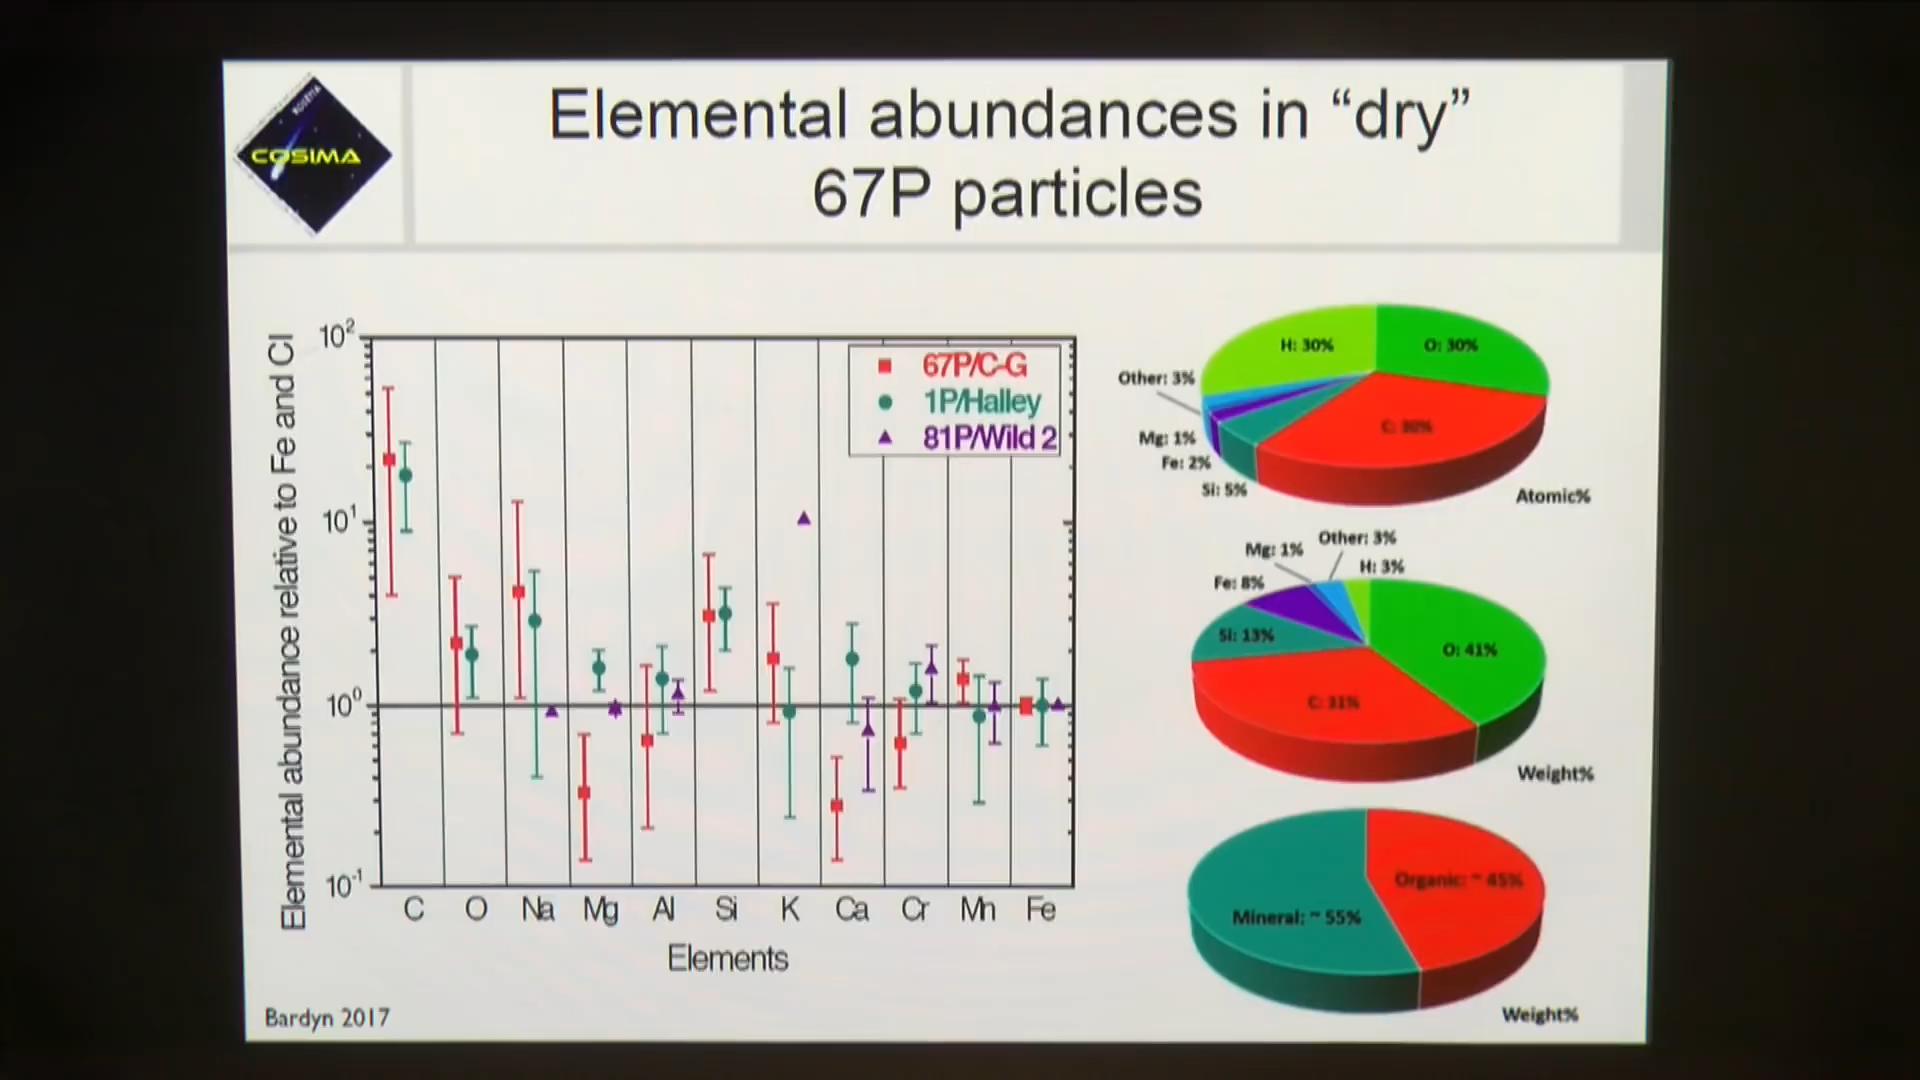 ROSETTA
COSIMA
Elemental abundances in “dry”
67P particles
Elemental abundance relative to Fe and CI
10²
10¹
10⁰
10⁻¹
67P/C-G
1P/Halley
81P/Wild 2
C O Na Mg Al Si K Ca Cr Mn Fe
Elements
H: 30%
O: 30%
Other: 3%
C: 30%
Mg: 1%
Fe: 2%
Si: 5%
Atomic%
Other: 3%
Mg: 1%
H: 3%
Fe: 8%
Si: 13%
O: 41%
C: 31%
Weight%
Organic: ~ 45%
Mineral: ~ 55%
Weight%
Bardyn 2017